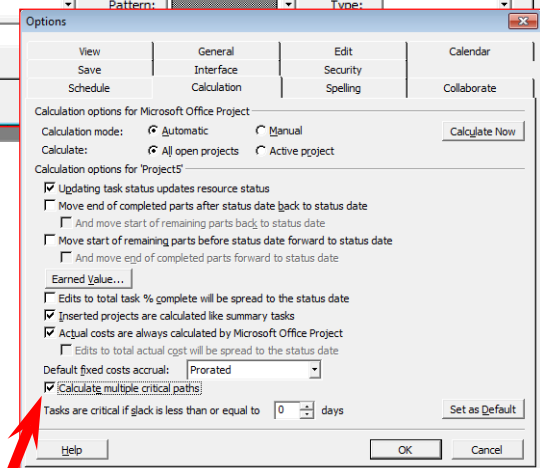 Pattern: Type:
Options
View General Edit Calendar
Save Interface Security
Schedule Calculation Spelling Collaborate
Calculation options for Microsoft Office Project
Calculation mode: Automatic Manual Calculate Now
Calculate: All open projects Active project
Calculation options for 'Project5'
Updating task status updates resource status
Move end of completed parts after status date back to status date
And move start of remaining parts back to status date
Move start of remaining parts before status date forward to status date
And move end of completed parts forward to status date
Earned Value...
Edits to total task % complete will be spread to the status date
Inserted projects are calculated like summary tasks
Actual costs are always calculated by Microsoft Office Project
Edits to total actual cost will be spread to the status date
Default fixed costs accrual: Prorated
Calculate multiple critical paths
Tasks are critical if slack is less than or equal to 0 days Set as Default
Help OK Cancel